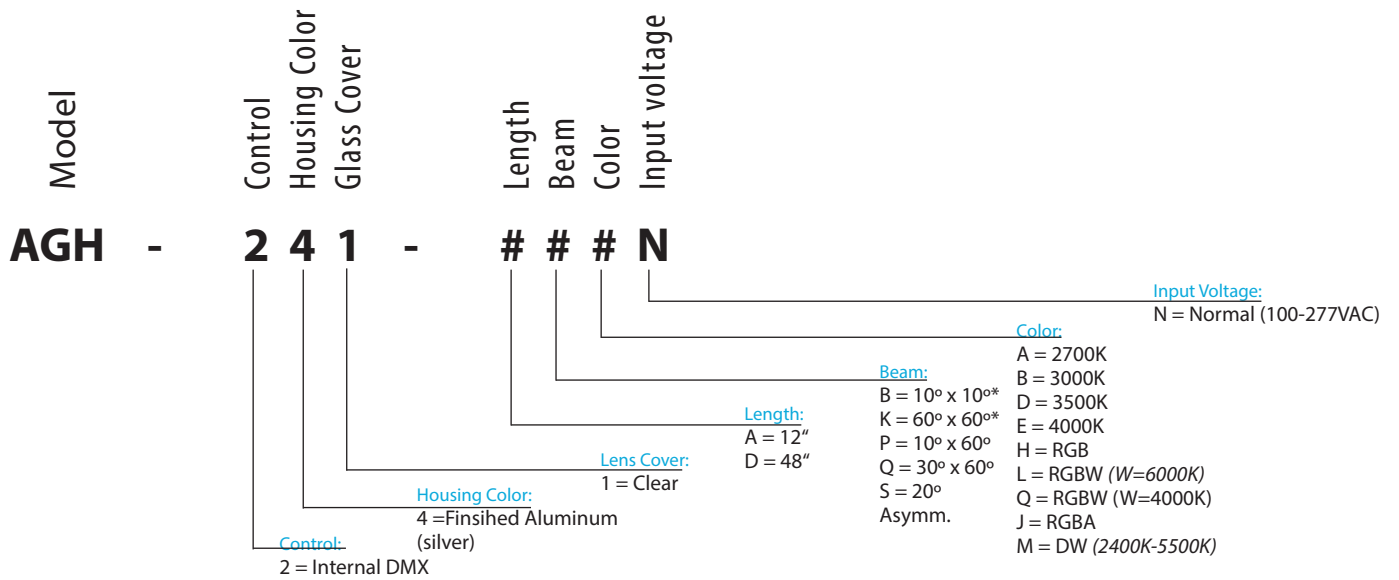 Model
Control
Housing Color
Glass Cover
Length
Beam
Color
Input voltage
AGH - 2 4 1 - # # # N
Input Voltage:
N = Normal (100-277VAC)
Color:
A = 2700K
B = 3000K
D = 3500K
E = 4000K
H = RGB
L = RGBW (W=6000K)
Q = RGBW (W=4000K)
J = RGBA
M = DW (2400K-5500K)
Beam:
B = 10º x 10º*
K = 60º x 60º*
P = 10º x 60º
Q = 30º x 60º
S = 20º
Asymm.
Length:
A = 12“
D = 48“
Lens Cover:
1 = Clear
Housing Color:
4 =Finsihed Aluminum
(silver)
Control:
2 = Internal DMX